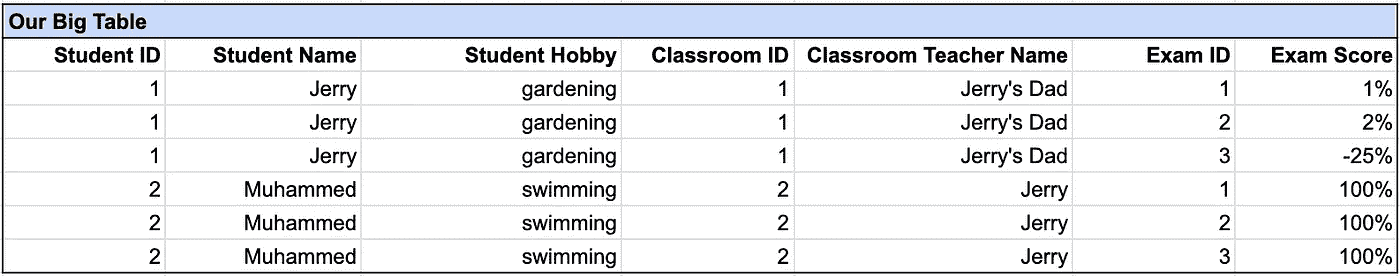 Our Big Table
Student ID Student Name Student Hobby Classroom ID Classroom Teacher Name Exam ID Exam Score
1 Jerry gardening 1 Jerry's Dad 1 1%
1 Jerry gardening 1 Jerry's Dad 2 2%
1 Jerry gardening 1 Jerry's Dad 3 -25%
2 Muhammed swimming 2 Jerry 1 100%
2 Muhammed swimming 2 Jerry 2 100%
2 Muhammed swimming 2 Jerry 3 100%